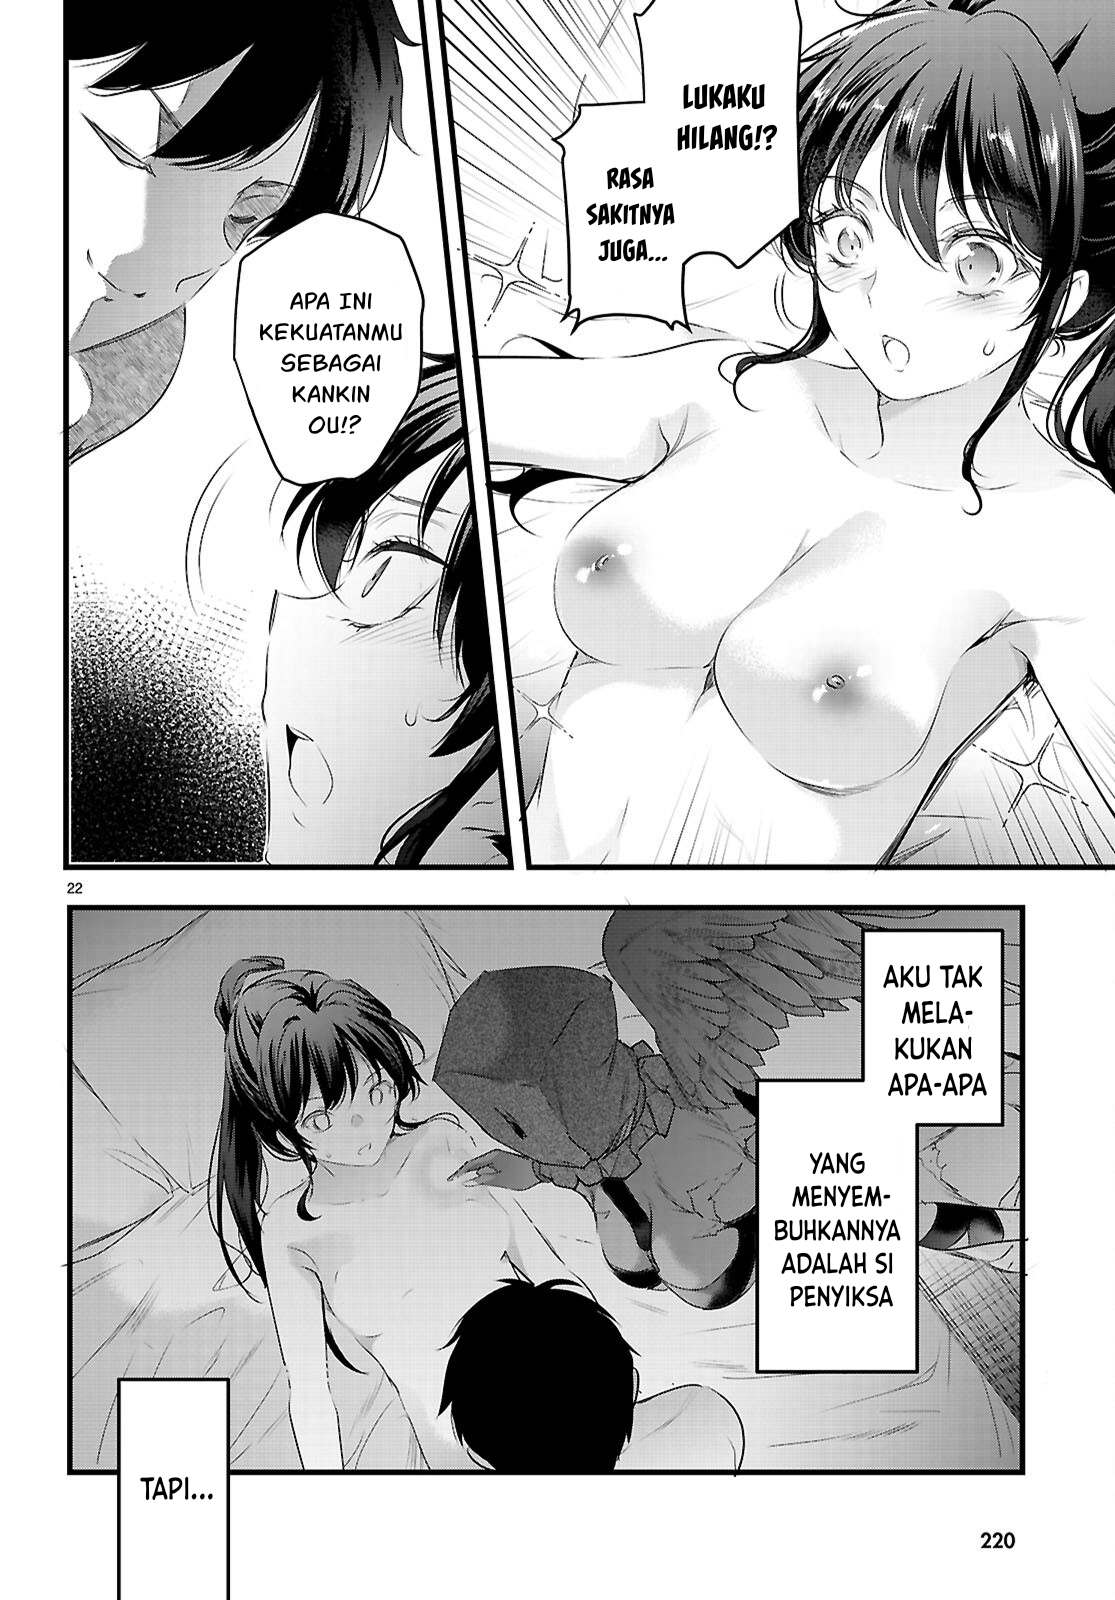 LUKAKU
HILANG!?
RASA
SAKITNYA
JUGA...
APA INI
KEKUATANMU
SEBAGAI
KANKIN
OU!?
22
AKU TAK
MELA-
KUKAN
APA-APA
YANG
MENYEM-
BUHKANNYA
ADALAH SI
PENYIKSA
TAPI...
220